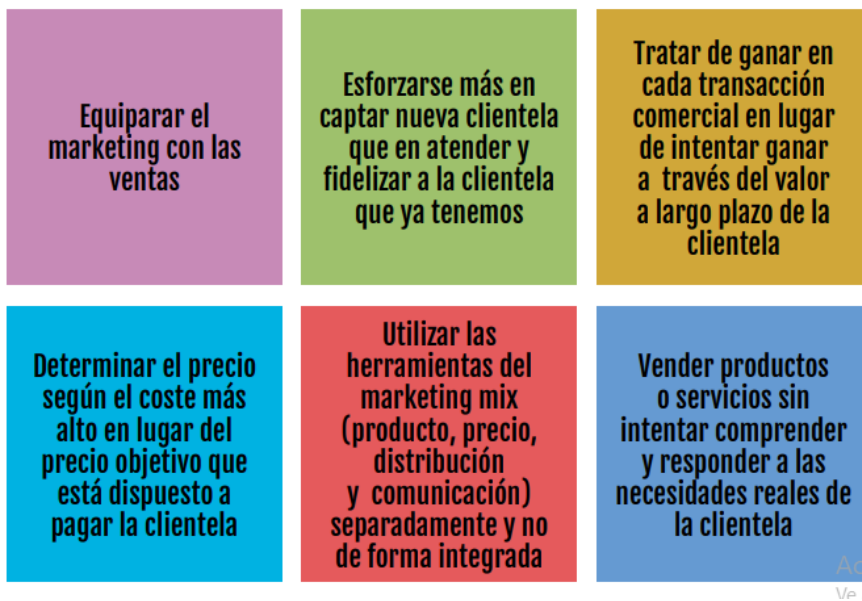 Equiparar el
marketing con las
ventas
Esforzarse más en
captar nueva clientela
que en atender y
fidelizar a la clientela
que ya tenemos
Tratar de ganar en
cada transacción
comercial en lugar
de intentar ganar
a través del valor
a largo plazo de la
clientela
Determinar el precio
según el coste más
alto en lugar del
precio objetivo que
está dispuesto a
pagar la clientela
Utilizar las
herramientas del
marketing mix
(producto, precio,
distribución
y comunicación)
separadamente y no
de forma integrada
Vender productos
o servicios sin
intentar comprender
y responder a las
necesidades reales de
la clientela